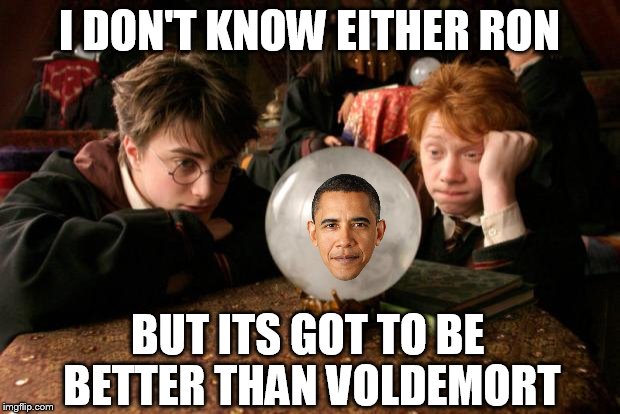 I DON'T KNOW EITHER RON
BUT ITS GOT TO BE
BETTER THAN VOLDEMORT
imgflip.com